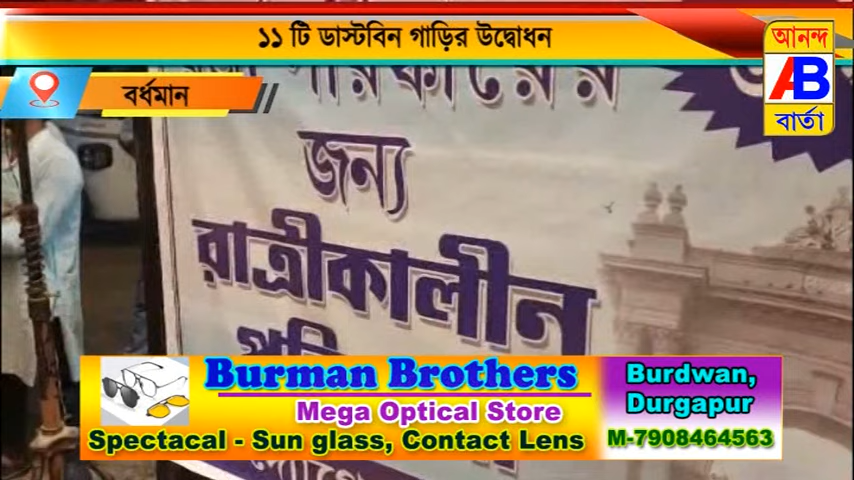 ১১ টি ডাস্টবিন গাড়ির উদ্বোধন
আনন্দ
AB
বার্তা
বর্ধমান
জন্য
রাত্রীকালীন
Burman Brothers
Mega Optical Store
Spectacal - Sun glass, Contact Lens
Burdwan,
Durgapur
M-7908464563